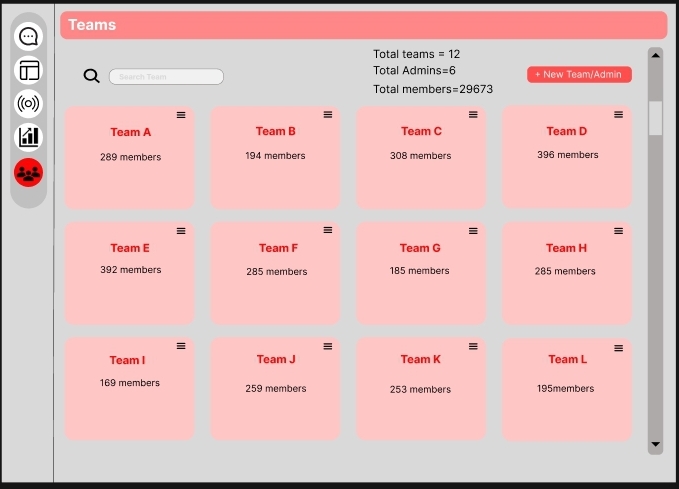 Teams
Total teams = 12
Total Admins=6
Total members=29673
Search Team
+ New Team/Admin
Team A
289 members
Team B
194 members
Team C
308 members
Team D
396 members
Team E
392 members
Team F
285 members
Team G
185 members
Team H
285 members
Team I
169 members
Team J
259 members
Team K
253 members
Team L
195members